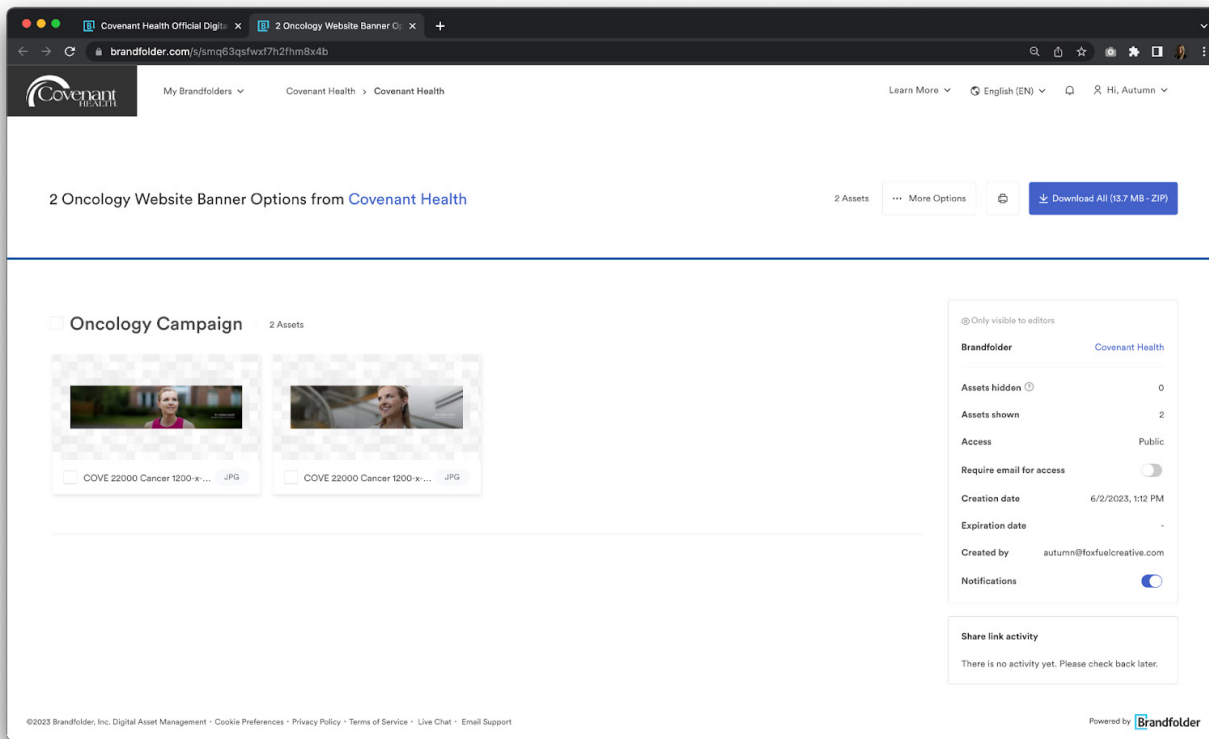 Covenant Health Official Digita
2 Oncology Website Banner Op
brandfolder.com/s/smq63qsfwxf7h2fhm8x4b
Covenant HEALTH
My Brandfolders
Covenant Health > Covenant Health
Learn More
English (EN)
Hi, Autumn
2 Oncology Website Banner Options from Covenant Health
2 Assets
··· More Options
Download All (13.7 MB - ZIP)
Oncology Campaign
2 Assets
COVE 22000 Cancer 1200-x-...
JPG
COVE 22000 Cancer 1200-x-...
JPG
Only visible to editors
Brandfolder Covenant Health
Assets hidden ? 0
Assets shown 2
Access Public
Require email for access
Creation date 6/2/2023, 1:12 PM
Expiration date -
Created by autumn@foxfuelcreative.com
Notifications
Share link activity
There is no activity yet. Please check back later.
©2023 Brandfolder, Inc. Digital Asset Management · Cookie Preferences · Privacy Policy · Terms of Service · Live Chat · Email Support
Powered by Brandfolder